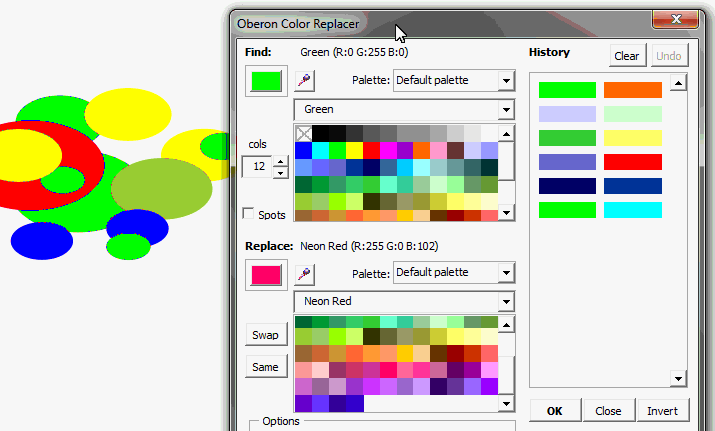 Oberon Color Replacer
Find: Green (R:0 G:255 B:0)
Palette: Default palette
Green
cols
12
Spots
Replace: Neon Red (R:255 G:0 B:102)
Palette: Default palette
Neon Red
Swap
Same
Options
History
Clear
Undo
OK
Close
Invert